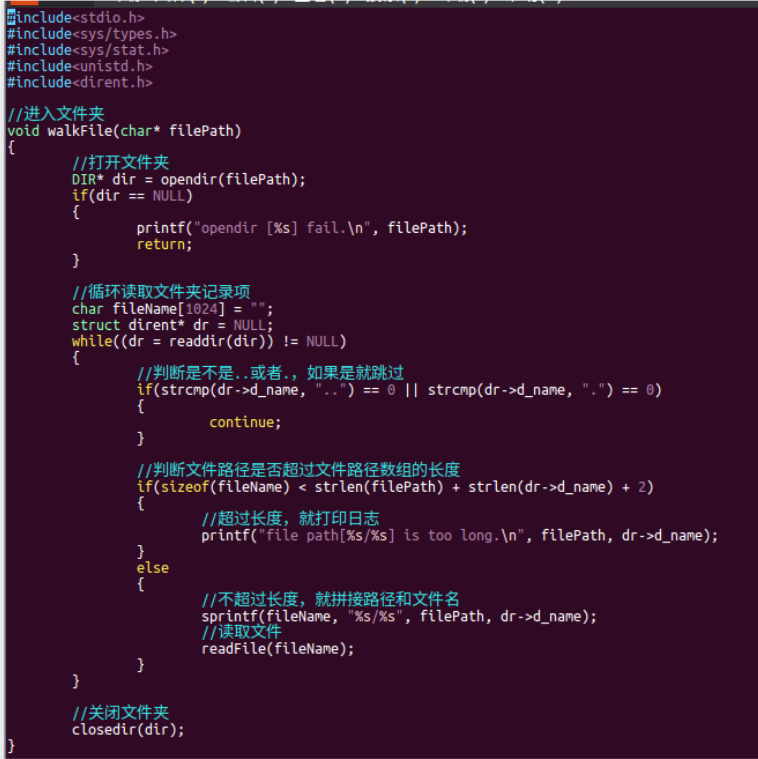 #include<stdio.h>
#include<sys/types.h>
#include<sys/stat.h>
#include<unistd.h>
#include<dirent.h>

//进入文件夹
void walkFile(char* filePath)
{
        //打开文件夹
        DIR* dir = opendir(filePath);
        if(dir == NULL)
        {
                printf("opendir [%s] fail.\n", filePath);
                return;
        }

        //循环读取文件夹记录项
        char fileName[1024] = "";
        struct dirent* dr = NULL;
        while((dr = readdir(dir)) != NULL)
        {
                //判断是不是..或者.，如果是就跳过
                if(strcmp(dr->d_name, "..") == 0 || strcmp(dr->d_name, ".") == 0)
                {
                         continue;
                }

                //判断文件路径是否超过文件路径数组的长度
                if(sizeof(fileName) < strlen(filePath) + strlen(dr->d_name) + 2)
                {
                        //超过长度，就打印日志
                        printf("file path[%s/%s] is too long.\n", filePath, dr->d_name);
                }
                else
                {
                        //不超过长度，就拼接路径和文件名
                        sprintf(fileName, "%s/%s", filePath, dr->d_name);
                        //读取文件
                        readFile(fileName);
                }
        }

        //关闭文件夹
        closedir(dir);
}